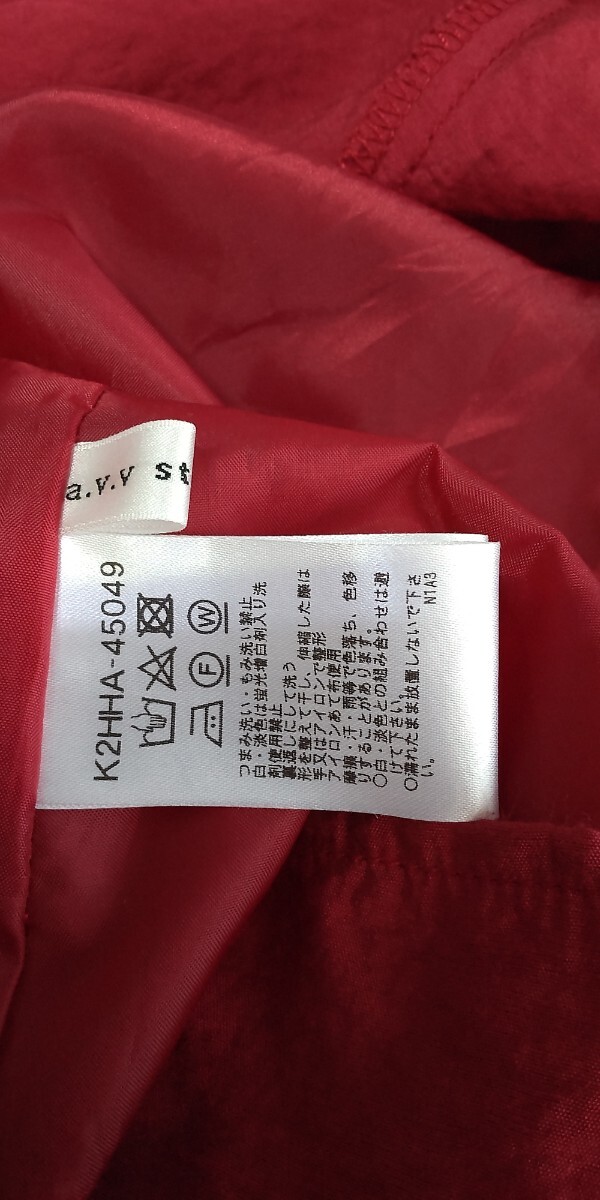 a.v.v st
K2HHA-45049
F W
つまみ洗い・もみ洗い禁止
白・淡色は蛍光増白剤入り洗
剤使用禁止
裏返しにして洗う
形を整えて干し、伸縮した際は
手又はアイロンで整形
アイロンあて布使用
摩擦・汗・雨等で色落ち、色移
りすることがあります。
○白・淡色との組み合わせは避
けて下さい。
○濡れたまま放置しないで下さ
い。
N1A3